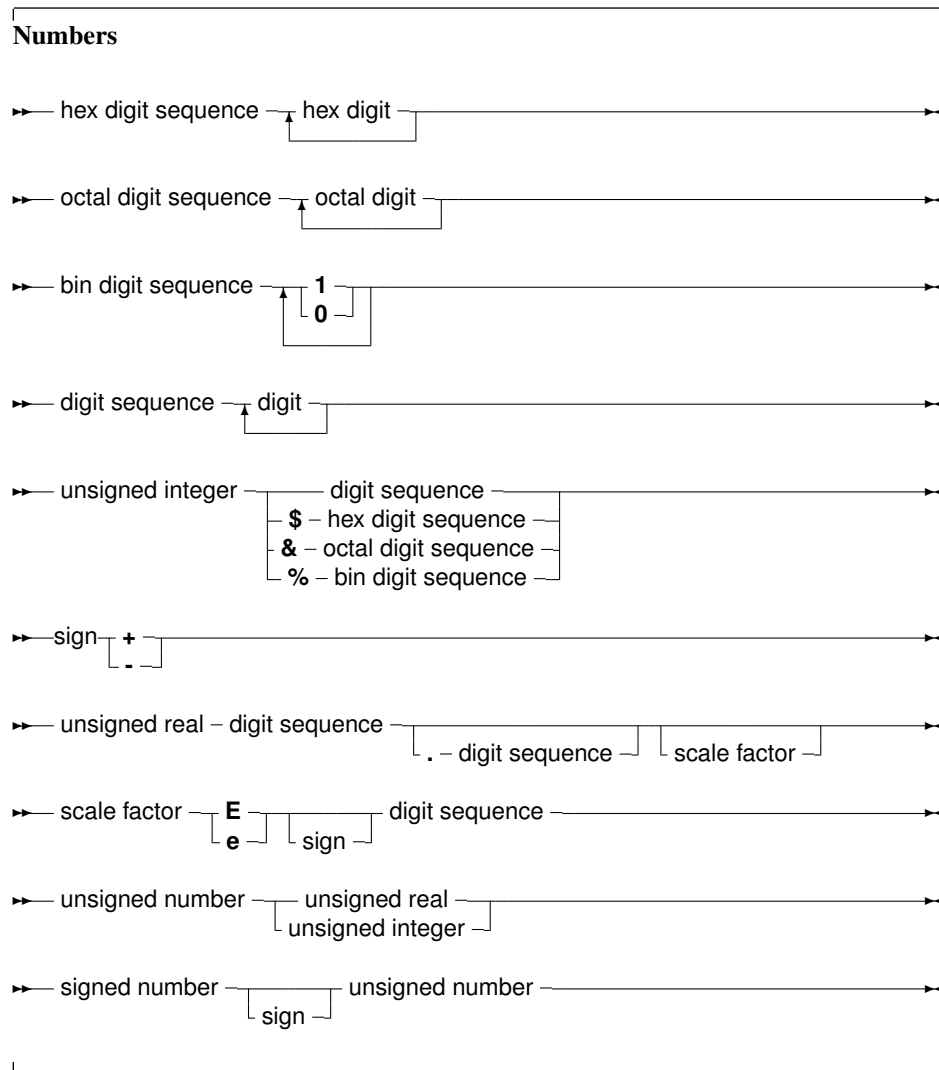 Numbers
hex digit sequence hex digit
octal digit sequence octal digit
bin digit sequence 1
0
digit sequence digit
unsigned integer digit sequence
$ – hex digit sequence
& – octal digit sequence
% – bin digit sequence
sign +
-
unsigned real – digit sequence
. – digit sequence scale factor
scale factor E digit sequence
e sign
unsigned number unsigned real
unsigned integer
signed number unsigned number
sign